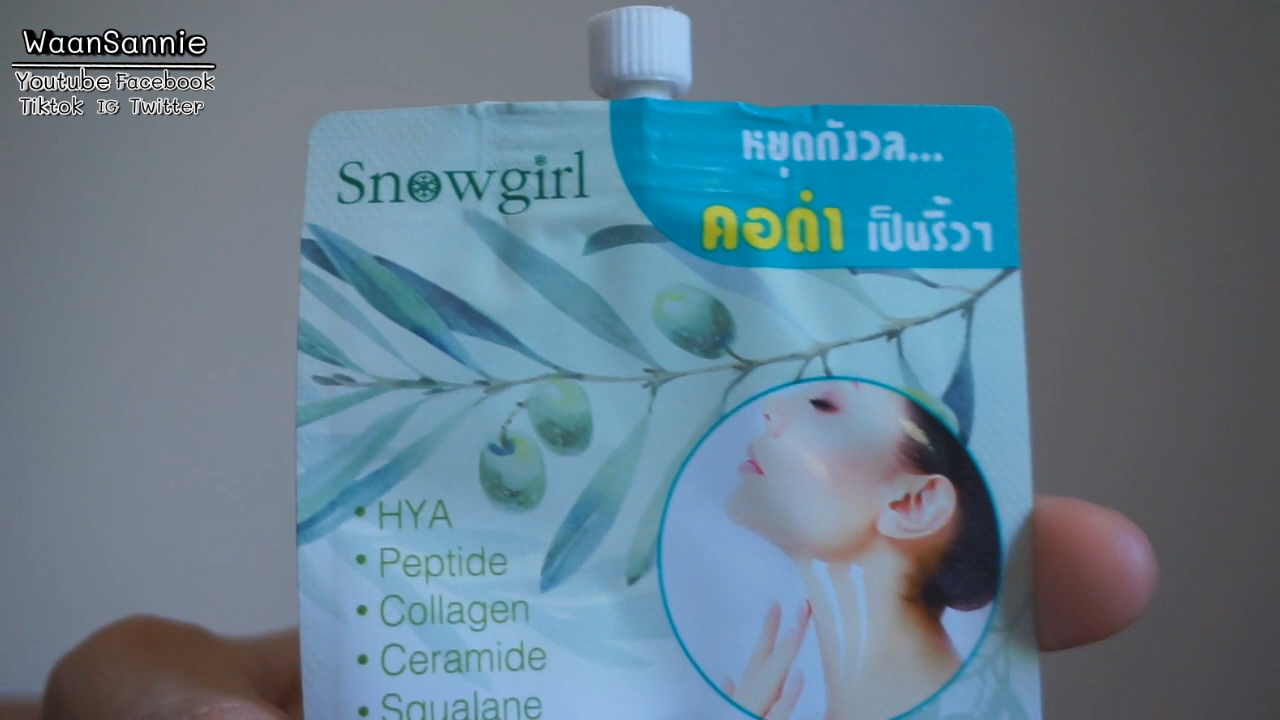 WaanSannie
Youtube Facebook
Tiktok IG Twitter
Snowgirl
หยุดกังวล...
คอดำ เป็นริ้วๆ
• HYA
• Peptide
• Collagen
• Ceramide
• Squalane